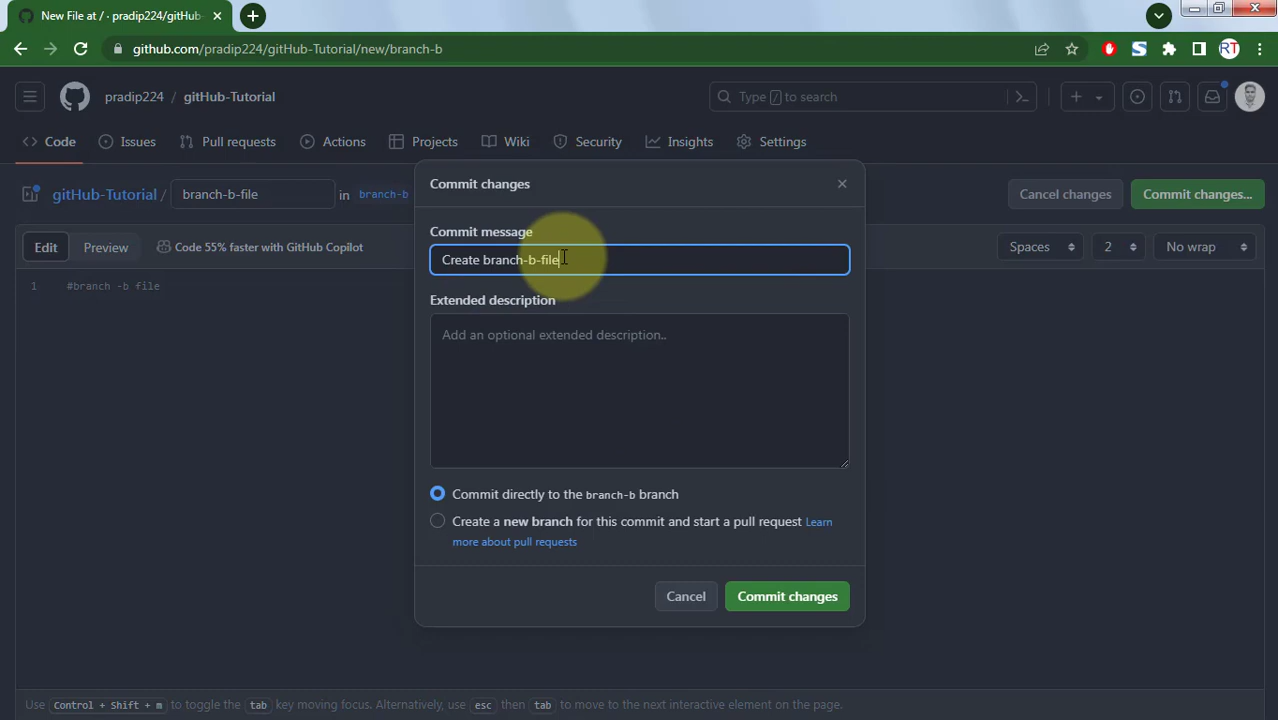 New File at / · pradip224/gitHub-
github.com/pradip224/gitHub-Tutorial/new/branch-b
RT
pradip224 / gitHub-Tutorial
Type / to search
Code
Issues
Pull requests
Actions
Projects
Wiki
Security
Insights
Settings
gitHub-Tutorial / branch-b-file in branch-b
Cancel changes
Commit changes...
Edit
Preview
Code 55% faster with GitHub Copilot
Spaces
2
No wrap
1 #branch -b file
Commit changes
Commit message
Create branch-b-file
Extended description
Add an optional extended description..
Commit directly to the branch-b branch
Create a new branch for this commit and start a pull request Learn
more about pull requests
Cancel
Commit changes
Use Control + Shift + m to toggle the tab key moving focus. Alternatively, use esc then tab to move to the next interactive element on the page.